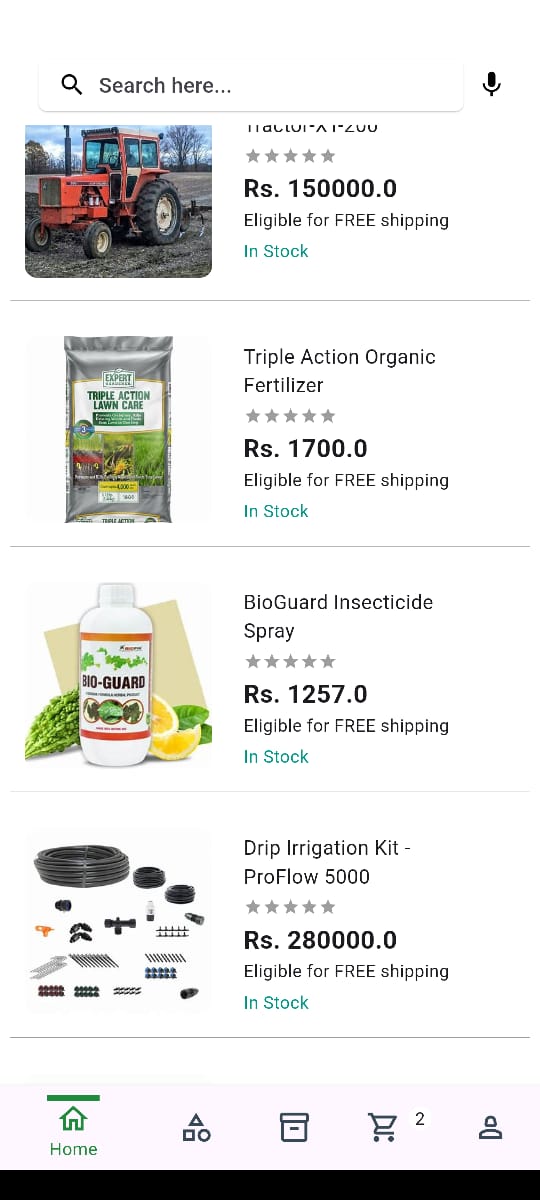 Search here...
Tractor-XT-200
Rs. 150000.0
Eligible for FREE shipping
In Stock
EXPERT
GARDENER
TRIPLE ACTION
LAWN CARE
Triple Action Organic
Fertilizer
Rs. 1700.0
Eligible for FREE shipping
In Stock
TRIPLE ACTION
BIO-GUARD
BioGuard Insecticide
Spray
Rs. 1257.0
Eligible for FREE shipping
In Stock
Drip Irrigation Kit -
ProFlow 5000
Rs. 280000.0
Eligible for FREE shipping
In Stock
2
Home